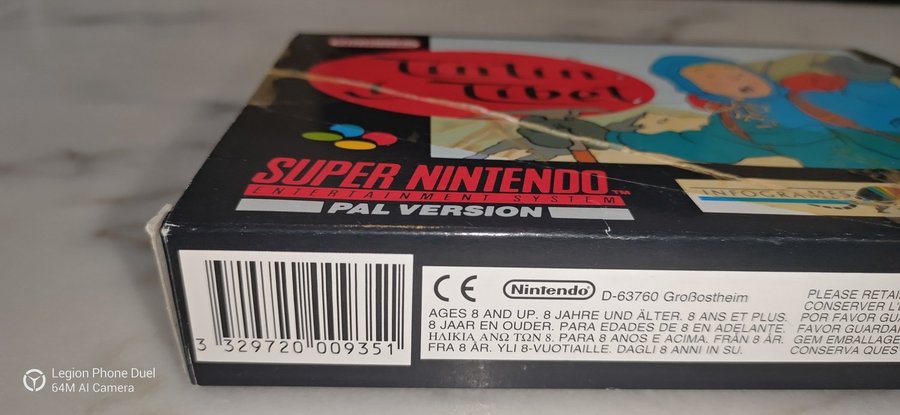 Tintin
Tibet
SUPER NINTENDO™
ENTERTAINMENT SYSTEM
PAL VERSION
INFOGRAMES
3 329720 009351
CE Nintendo D-63760 Großostheim
AGES 8 AND UP. 8 JAHRE UND ÄLTER. 8 ANS ET PLUS.
8 JAAR EN OUDER. PARA EDADES DE 8 EN ADELANTE.
ΗΛΙΚΙΑ ΑΝΩ ΤΩΝ 8. PARA 8 ANOS E ACIMA. FRÅN 8 ÅR.
FRA 8 ÅR. YLI 8-VUOTIAILLE. DAGLI 8 ANNI IN SU.
PLEASE RETAI
CONSERVER L'
POR FAVOR GU
FAVOR GUARDA
GEM EMBALLAGE
CONSERVA QUES
Legion Phone Duel
64M AI Camera